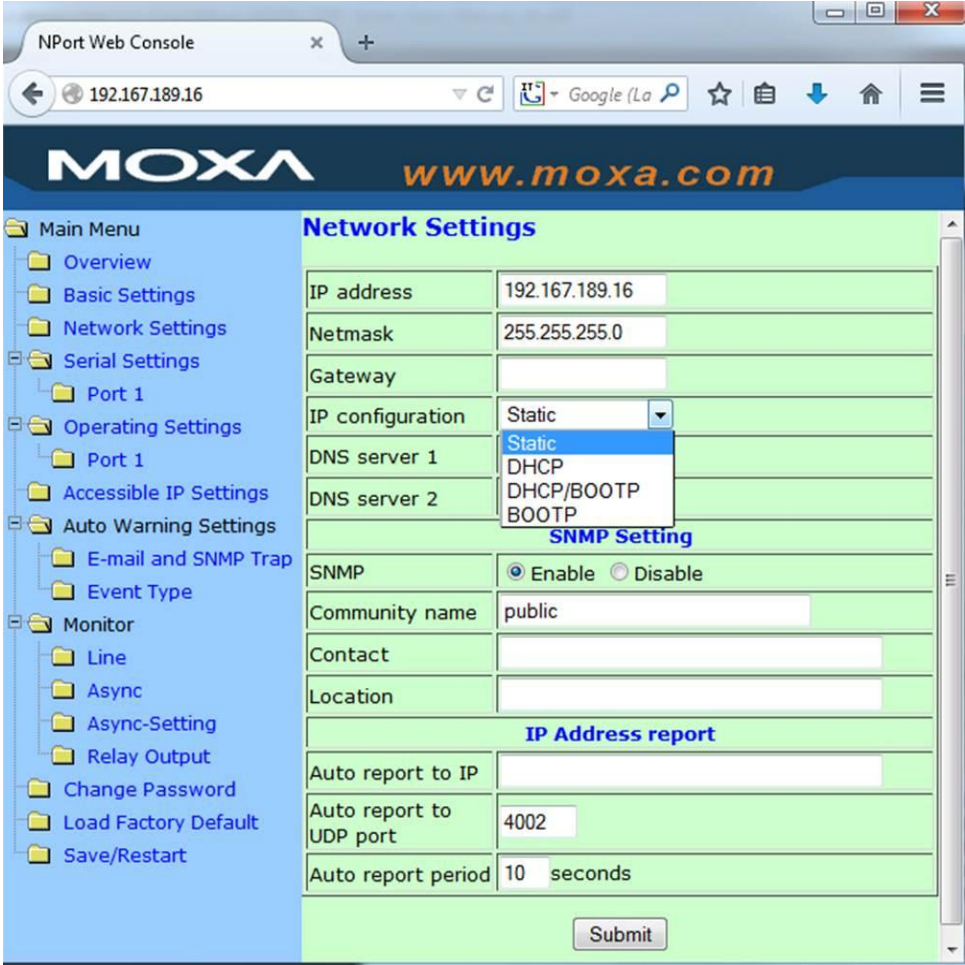 NPort Web Console
192.167.189.16
Google (La
MOXA www.moxa.com
Main Menu
Overview
Basic Settings
Network Settings
Serial Settings
Port 1
Operating Settings
Port 1
Accessible IP Settings
Auto Warning Settings
E-mail and SNMP Trap
Event Type
Monitor
Line
Async
Async-Setting
Relay Output
Change Password
Load Factory Default
Save/Restart
Network Settings
IP address 192.167.189.16
Netmask 255.255.255.0
Gateway
IP configuration Static
Static
DHCP
DHCP/BOOTP
BOOTP
DNS server 1
DNS server 2
SNMP Setting
SNMP Enable Disable
Community name public
Contact
Location
IP Address report
Auto report to IP
Auto report to
UDP port 4002
Auto report period 10 seconds
Submit